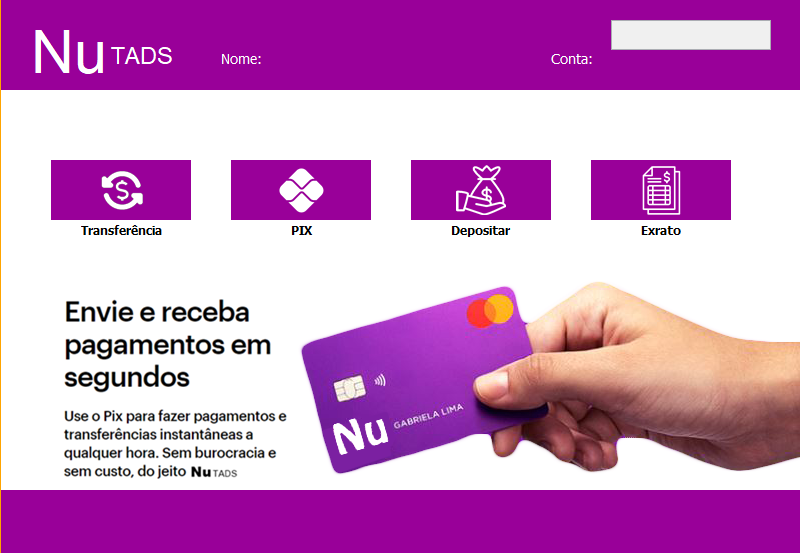 Nu TADS
Nome:
Conta:
Transferência
PIX
Depositar
Exrato
Envie e receba
pagamentos em
segundos
Use o Pix para fazer pagamentos e
transferências instantâneas a
qualquer hora. Sem burocracia e
sem custo, do jeito Nu TADS
Nu GABRIELA LIMA